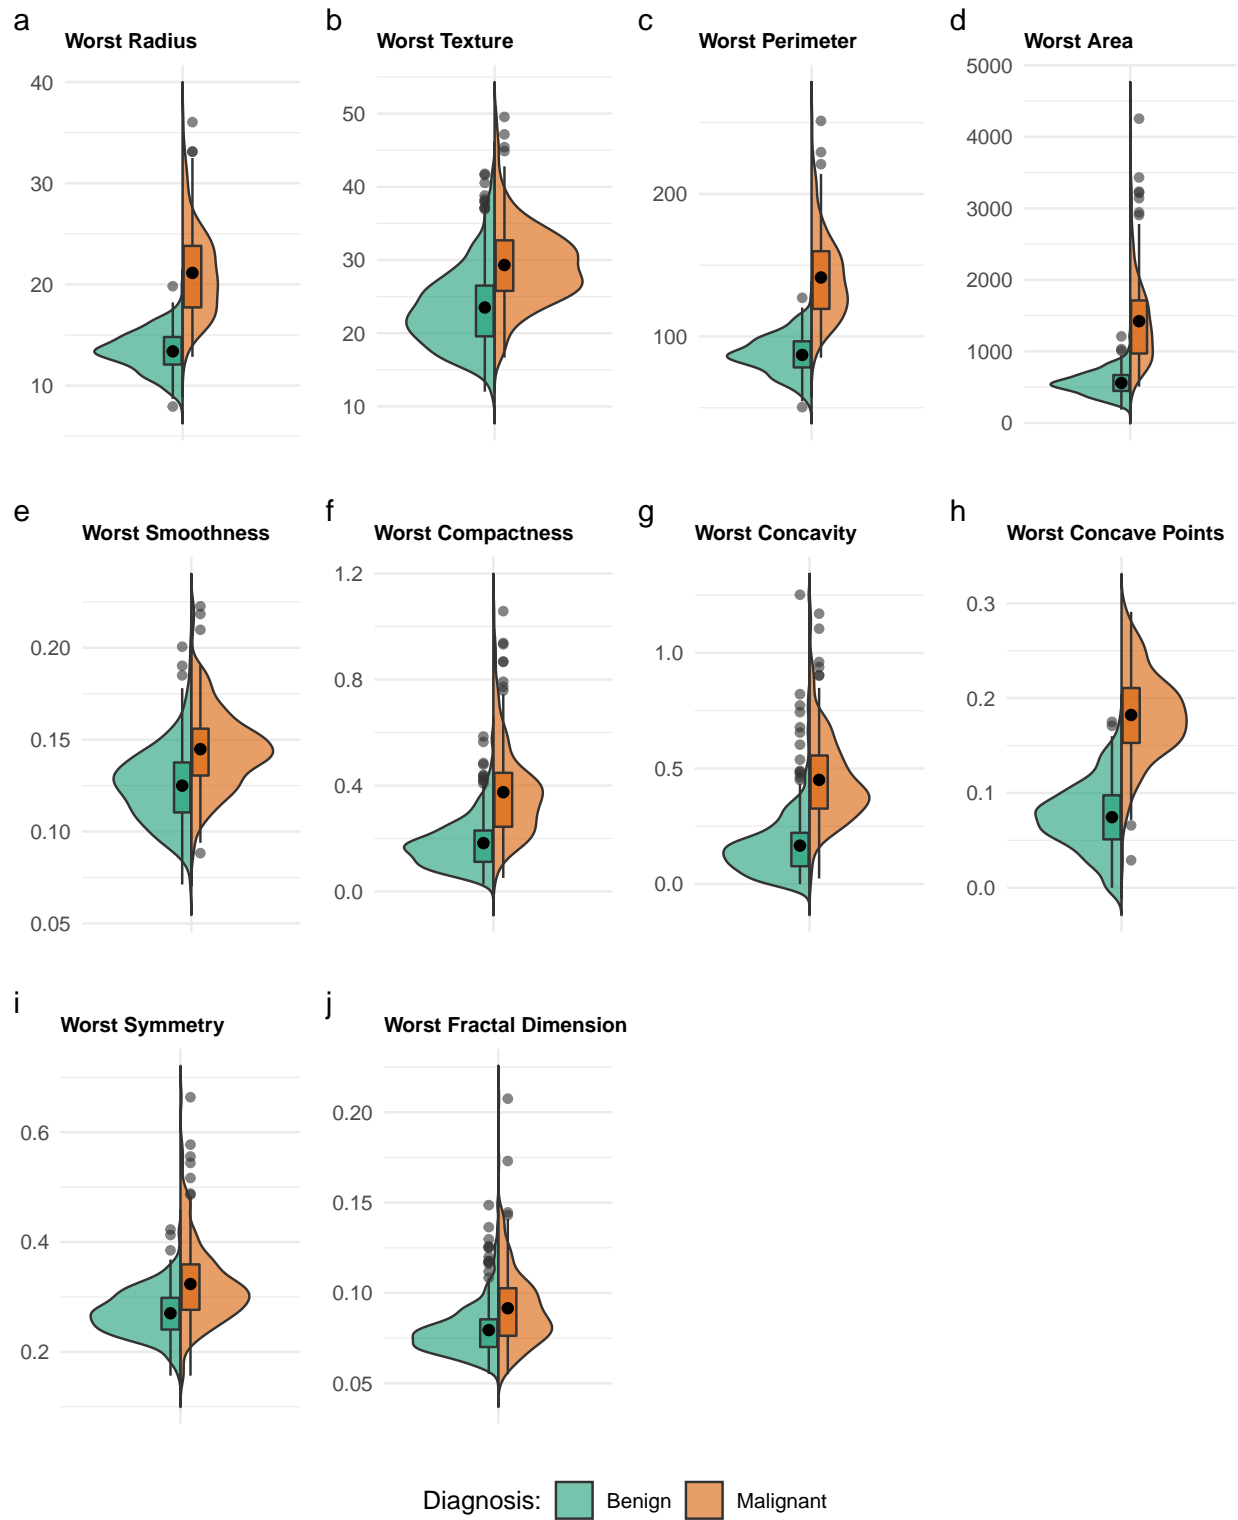 a
Worst Radius
40
30
20
10
b
Worst Texture
50
40
30
20
10
c
Worst Perimeter
200
100
d
Worst Area
5000
4000
3000
2000
1000
0
e
Worst Smoothness
0.20
0.15
0.10
0.05
f
Worst Compactness
1.2
0.8
0.4
0.0
g
Worst Concavity
1.0
0.5
0.0
h
Worst Concave Points
0.3
0.2
0.1
0.0
i
Worst Symmetry
0.6
0.4
0.2
j
Worst Fractal Dimension
0.20
0.15
0.10
0.05
Diagnosis: Benign Malignant